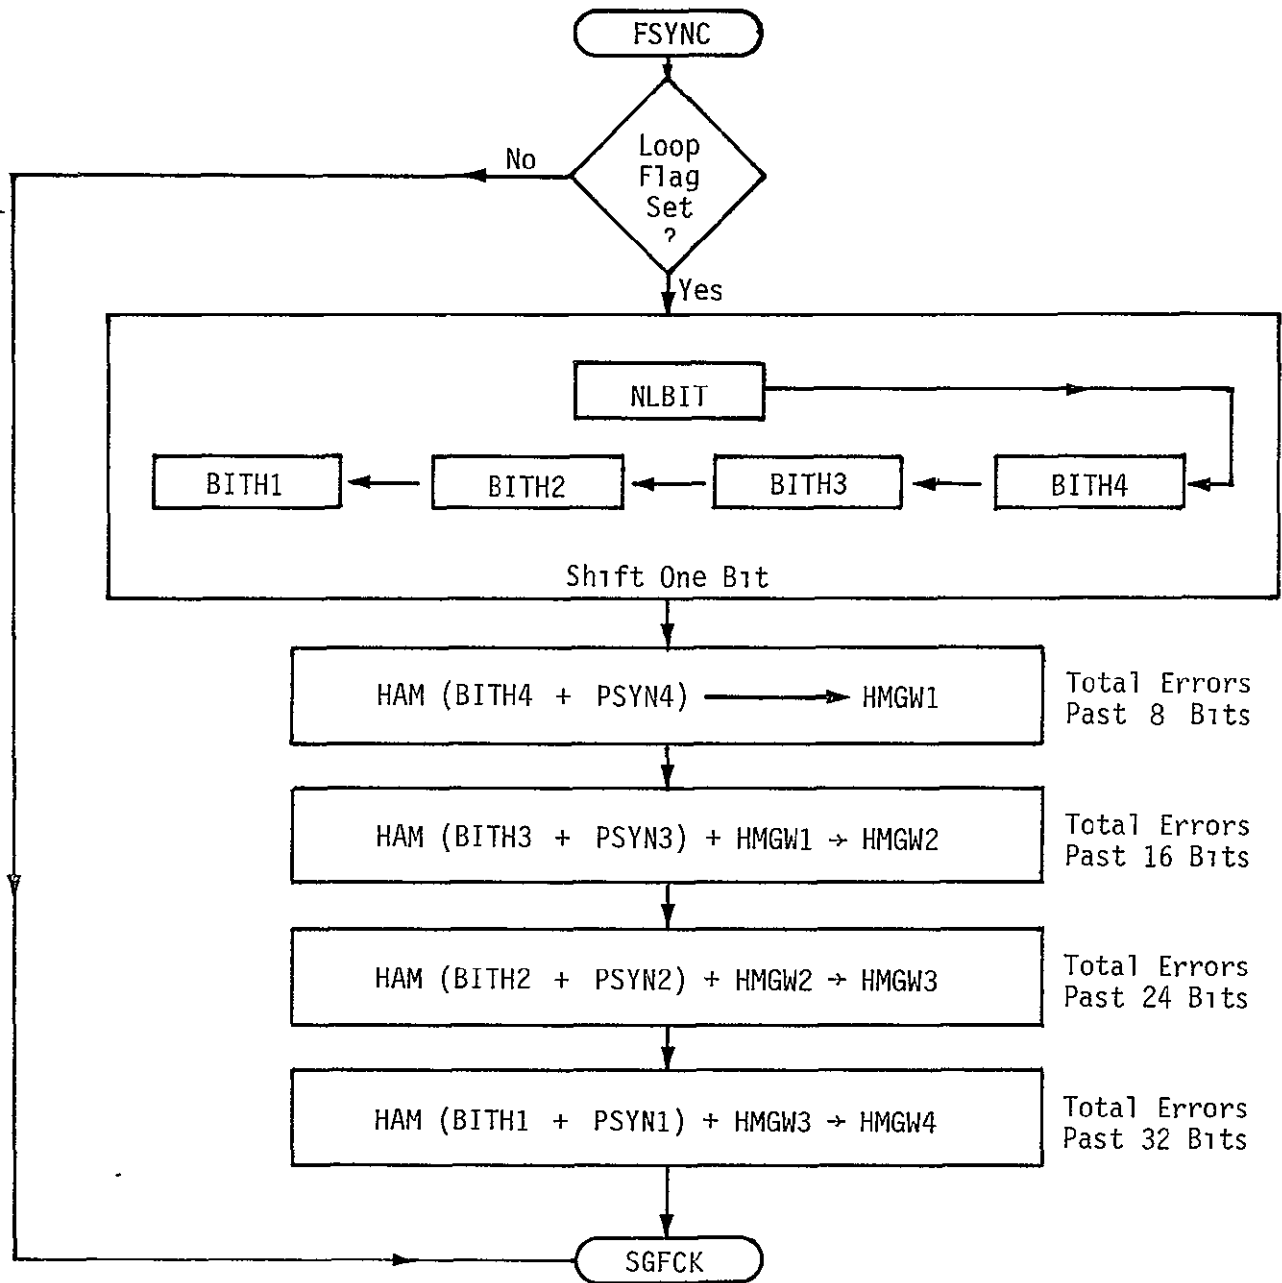 FSYNC
Loop
Flag
Set
?
No
Yes
NLBIT
BITH1
BITH2
BITH3
BITH4
Shift One Bit
HAM (BITH4 + PSYN4) → HMGW1
Total Errors
Past 8 Bits
HAM (BITH3 + PSYN3) + HMGW1 → HMGW2
Total Errors
Past 16 Bits
HAM (BITH2 + PSYN2) + HMGW2 → HMGW3
Total Errors
Past 24 Bits
HAM (BITH1 + PSYN1) + HMGW3 → HMGW4
Total Errors
Past 32 Bits
SGFCK